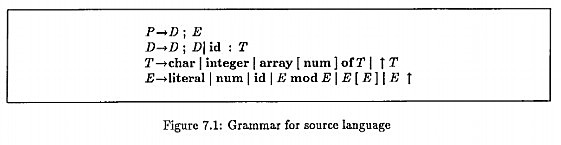 P→D ; E
D→D ; D| id : T
T→char | integer | array [ num ] of T | ↑ T
E→literal | num | id | E mod E | E [ E ] | E ↑
Figure 7.1: Grammar for source language